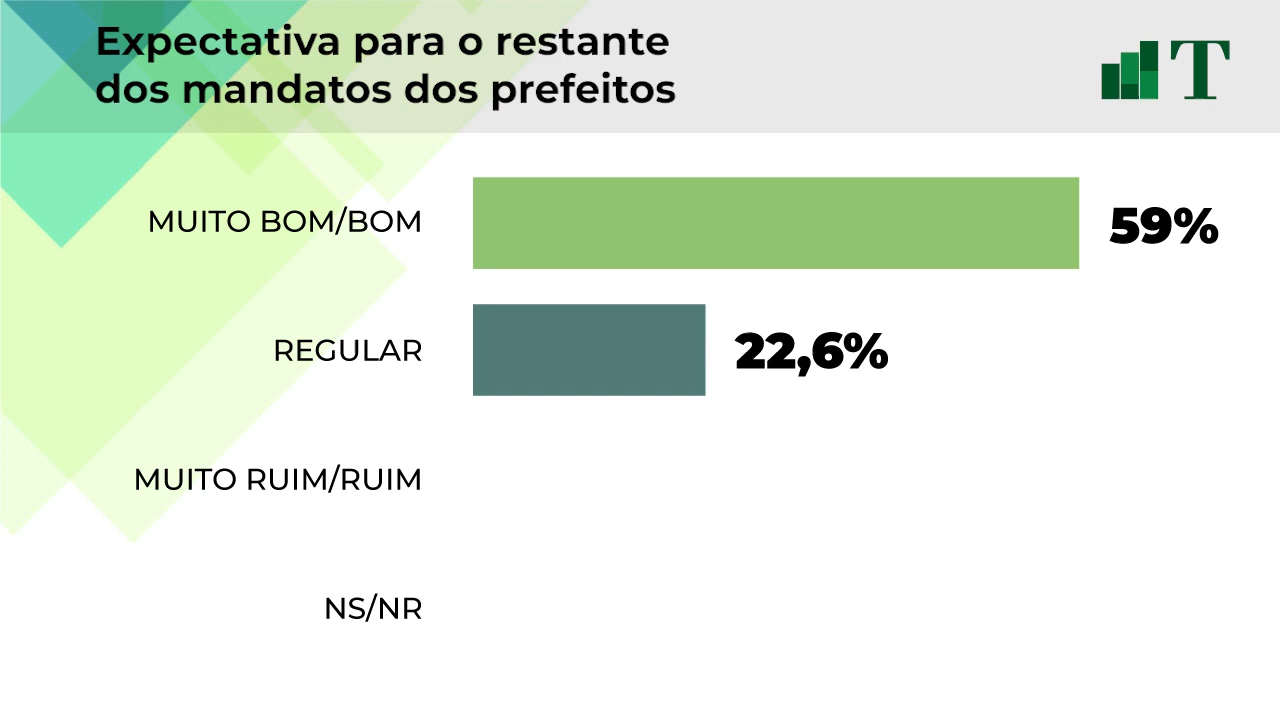 Expectativa para o restante
dos mandatos dos prefeitos
T
MUITO BOM/BOM
59%
REGULAR
22,6%
MUITO RUIM/RUIM
NS/NR